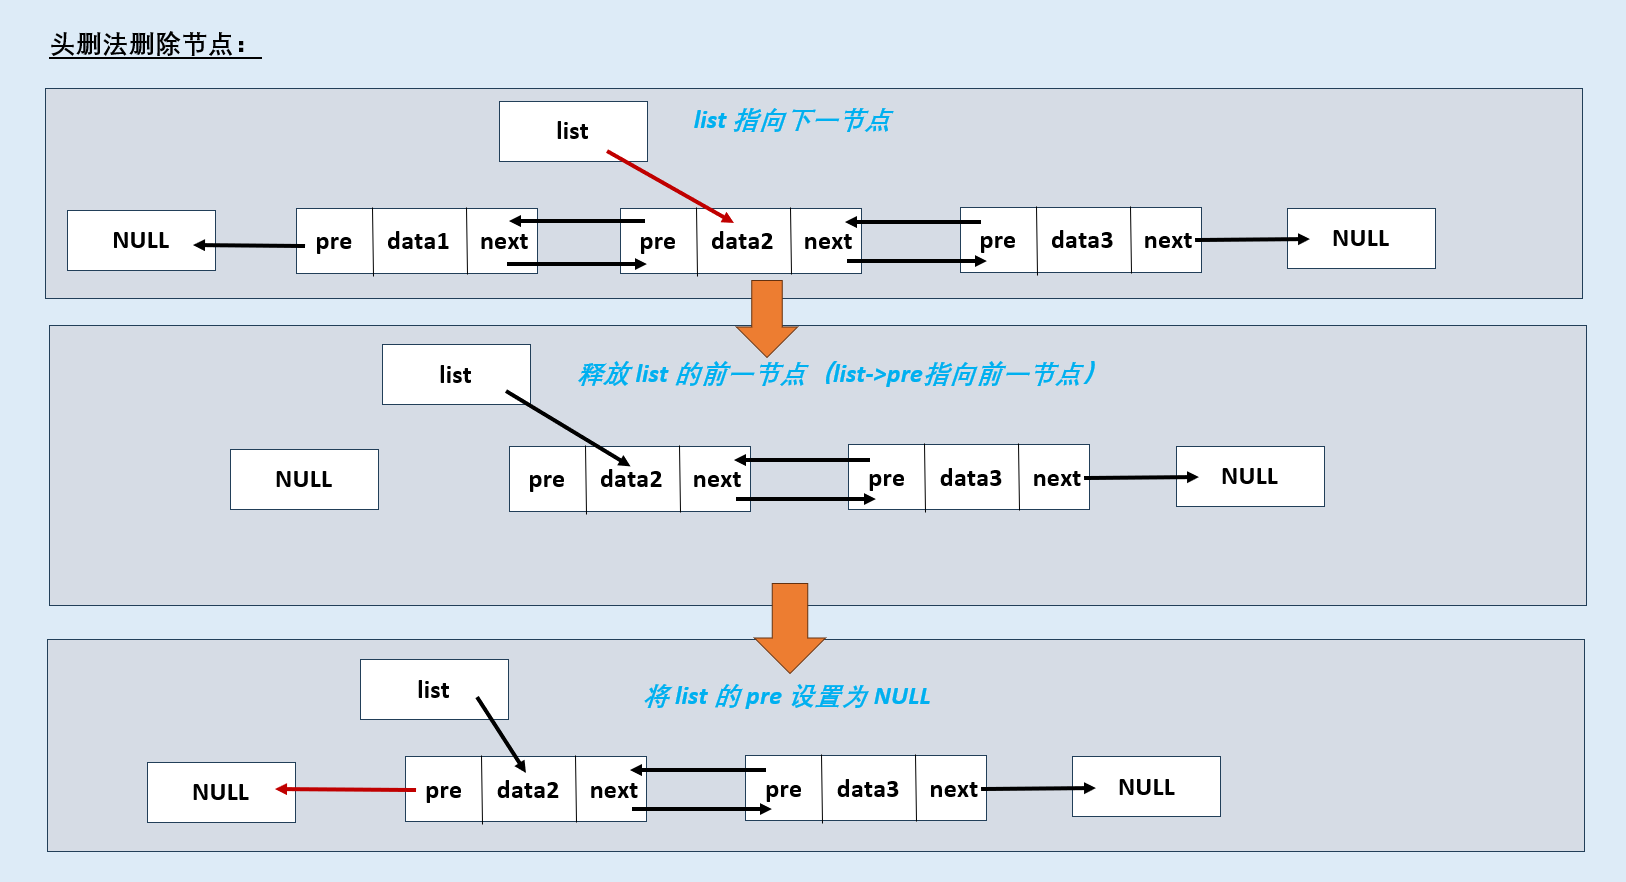 头删法删除节点：
list
list 指向下一节点
NULL
pre data1 next
pre data2 next
pre data3 next
NULL
list
释放 list 的前一节点（list->pre指向前一节点）
NULL
pre data2 next
pre data3 next
NULL
list
将 list 的 pre 设置为 NULL
NULL
pre data2 next
pre data3 next
NULL